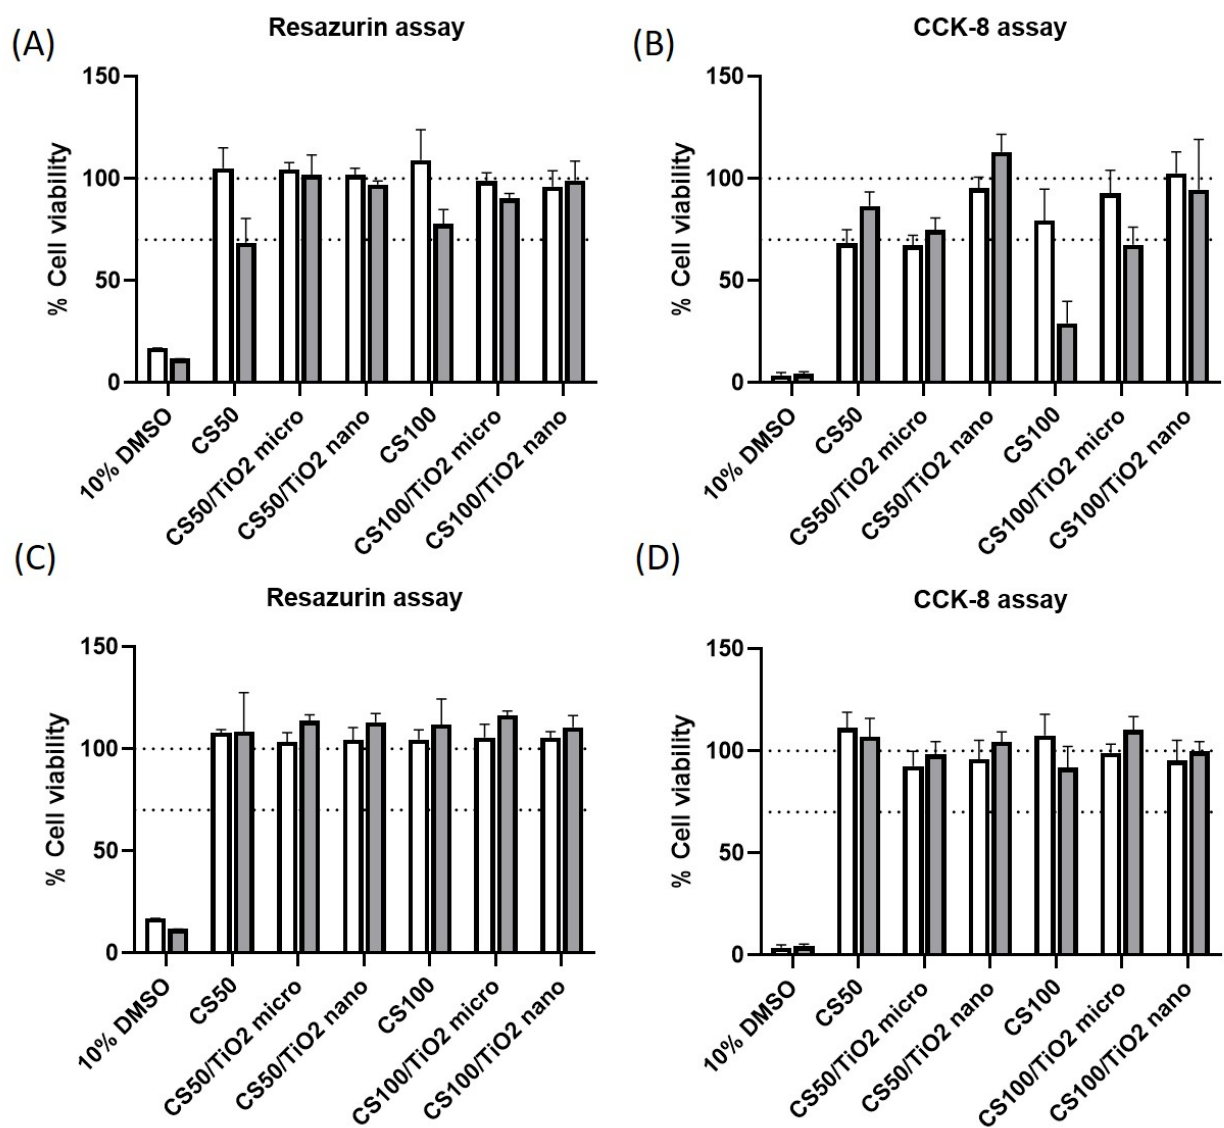 (A)
Resazurin assay
% Cell viability
150
100
50
0
10% DMSO
CS50
CS50/TiO2 micro
CS50/TiO2 nano
CS100
CS100/TiO2 micro
CS100/TiO2 nano
(B)
CCK-8 assay
% Cell viability
150
100
50
0
10% DMSO
CS50
CS50/TiO2 micro
CS50/TiO2 nano
CS100
CS100/TiO2 micro
CS100/TiO2 nano
(C)
Resazurin assay
% Cell viability
150
100
50
0
10% DMSO
CS50
CS50/TiO2 micro
CS50/TiO2 nano
CS100
CS100/TiO2 micro
CS100/TiO2 nano
(D)
CCK-8 assay
% Cell viability
150
100
50
0
10% DMSO
CS50
CS50/TiO2 micro
CS50/TiO2 nano
CS100
CS100/TiO2 micro
CS100/TiO2 nano